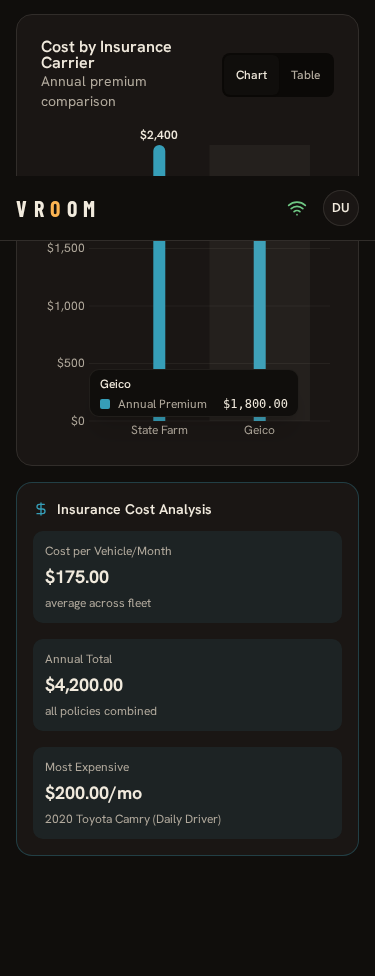 Cost by Insurance
Carrier
Annual premium
comparison
Chart
Table
$2,400
VROOM
DU
$1,500
$1,000
$500
$0
Geico
Annual Premium $1,800.00
State Farm
Geico
Insurance Cost Analysis
Cost per Vehicle/Month
$175.00
average across fleet
Annual Total
$4,200.00
all policies combined
Most Expensive
$200.00/mo
2020 Toyota Camry (Daily Driver)